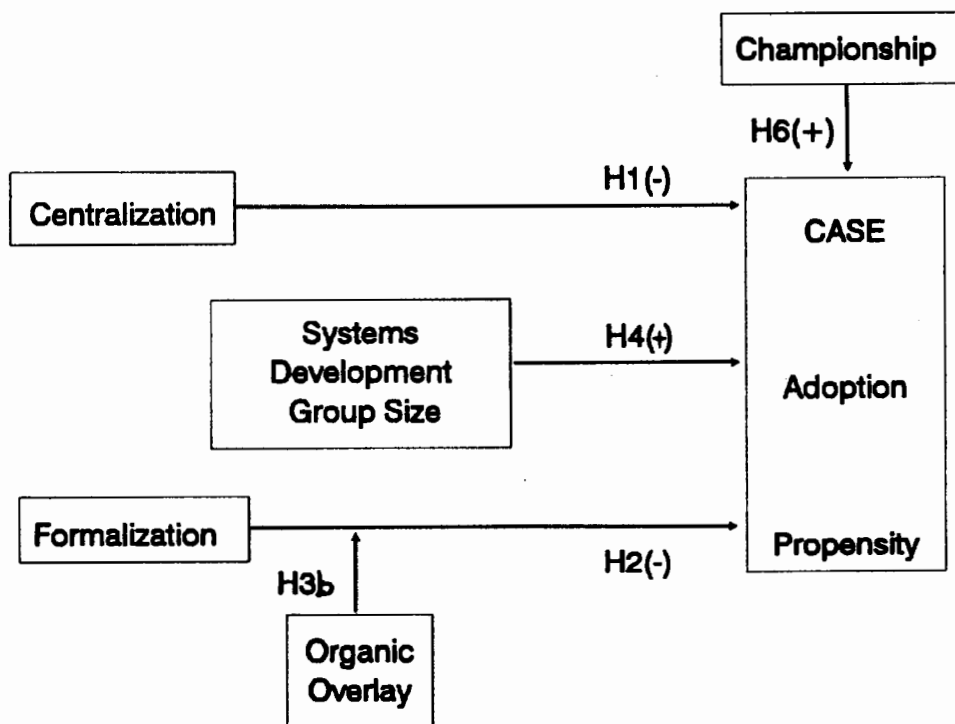 Championship
H6(+)
H1(-)
Centralization
CASE
Systems
Development
Group Size
H4(+)
Adoption
Formalization
Propensity
H2(-)
H3b
Organic
Overlay